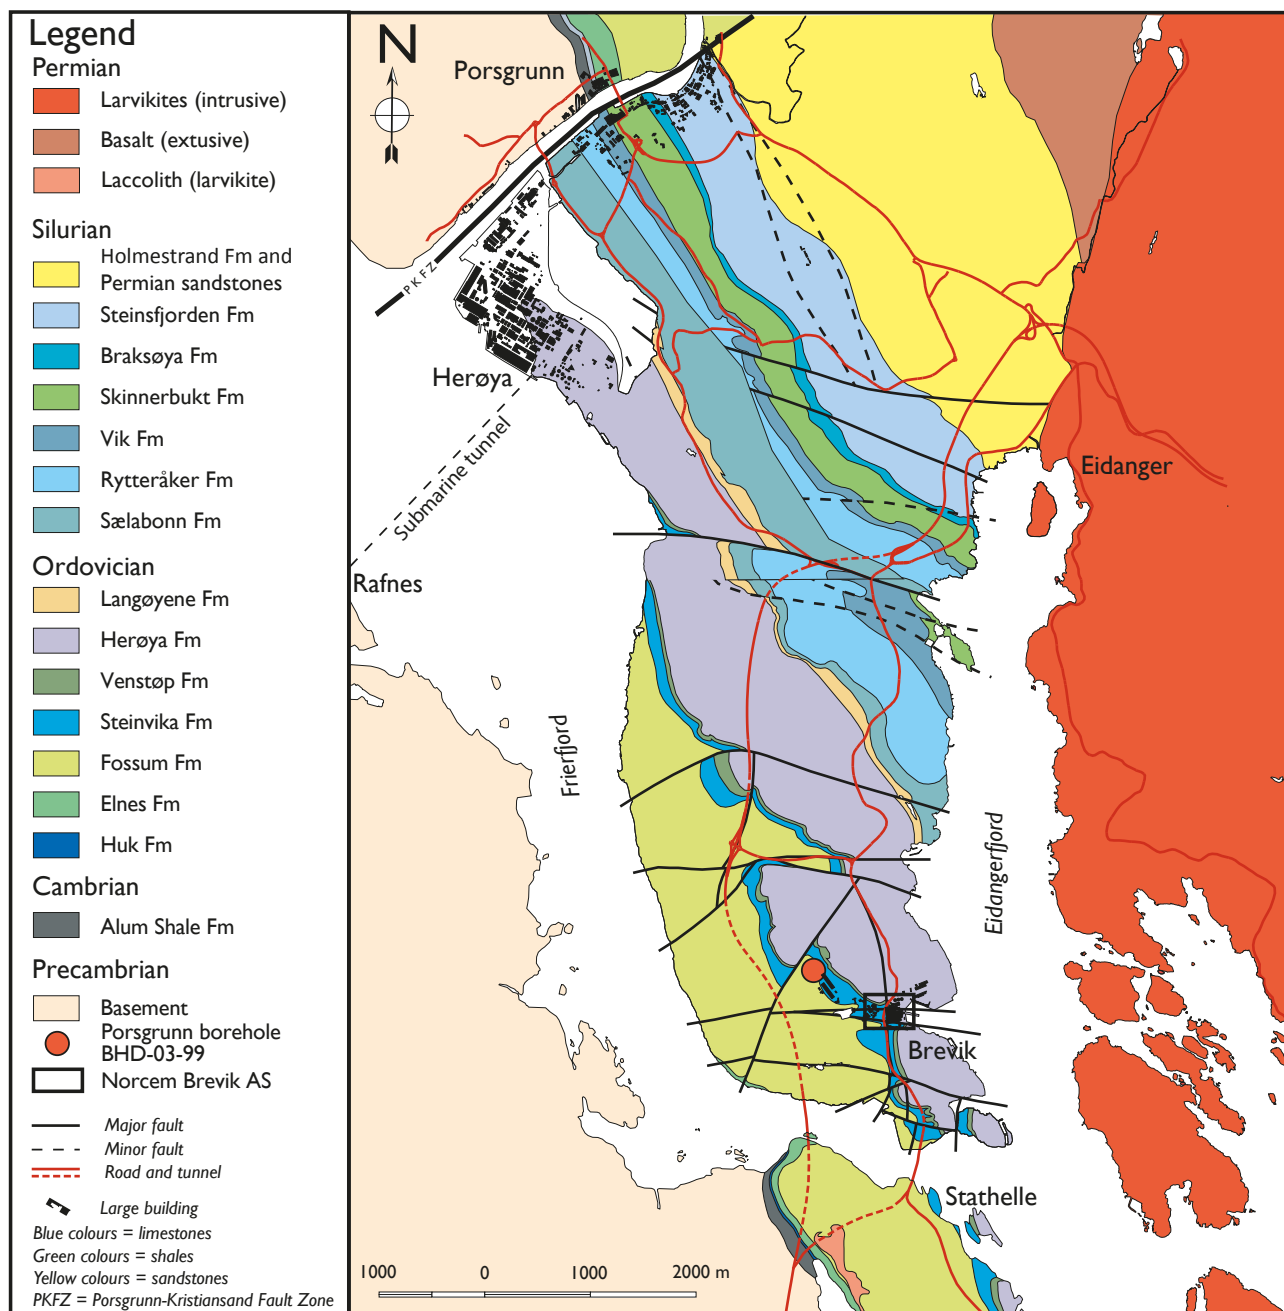 Legend
Permian
Larvikites (intrusive)
Basalt (extusive)
Laccolith (larvikite)
Silurian
Holmestrand Fm and
Permian sandstones
Steinsfjorden Fm
Braksøya Fm
Skinnerbukt Fm
Vik Fm
Rytteråker Fm
Sælabonn Fm
Ordovician
Langøyene Fm
Herøya Fm
Venstøp Fm
Steinvika Fm
Fossum Fm
Elnes Fm
Huk Fm
Cambrian
Alum Shale Fm
Precambrian
Basement
Porsgrunn borehole
BHD-03-99
Norcem Brevik AS
Major fault
Minor fault
Road and tunnel
Large building
Blue colours = limestones
Green colours = shales
Yellow colours = sandstones
PKFZ = Porsgrunn-Kristiansand Fault Zone
N
Porsgrunn
PKFZ
Herøya
Submarine tunnel
Rafnes
Eidanger
Frierfjord
Eidangerfjord
Brevik
Stathelle
1000 0 1000 2000 m